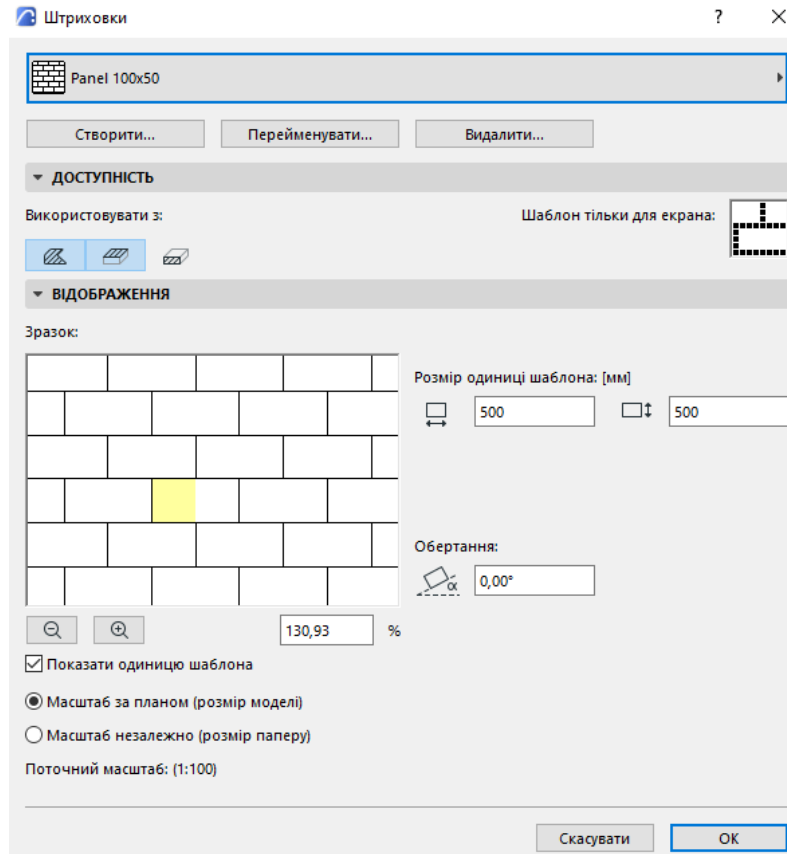 Штриховки
?
Panel 100x50
Створити...
Перейменувати...
Видалити...
ДОСТУПНІСТЬ
Використовувати з:
Шаблон тільки для екрана:
ВІДОБРАЖЕННЯ
Зразок:
Розмір одиниці шаблона: [мм]
500
500
Обертання:
α
0,00°
130,93 %
Показати одиницю шаблона
Масштаб за планом (розмір моделі)
Масштаб незалежно (розмір паперу)
Поточний масштаб: (1:100)
Скасувати
OK